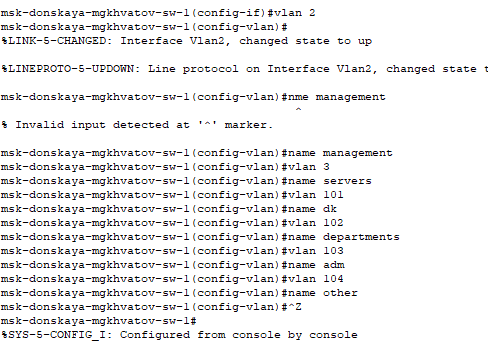 msk-donskaya-mgkhvatov-sw-1(config-if)#vlan 2
msk-donskaya-mgkhvatov-sw-1(config-vlan)#
%LINK-5-CHANGED: Interface Vlan2, changed state to up
%LINEPROTO-5-UPDOWN: Line protocol on Interface Vlan2, changed state t
msk-donskaya-mgkhvatov-sw-1(config-vlan)#nme management
^
% Invalid input detected at '^' marker.
msk-donskaya-mgkhvatov-sw-1(config-vlan)#name management
msk-donskaya-mgkhvatov-sw-1(config-vlan)#vlan 3
msk-donskaya-mgkhvatov-sw-1(config-vlan)#name servers
msk-donskaya-mgkhvatov-sw-1(config-vlan)#vlan 101
msk-donskaya-mgkhvatov-sw-1(config-vlan)#name dk
msk-donskaya-mgkhvatov-sw-1(config-vlan)#vlan 102
msk-donskaya-mgkhvatov-sw-1(config-vlan)#name departments
msk-donskaya-mgkhvatov-sw-1(config-vlan)#vlan 103
msk-donskaya-mgkhvatov-sw-1(config-vlan)#name adm
msk-donskaya-mgkhvatov-sw-1(config-vlan)#vlan 104
msk-donskaya-mgkhvatov-sw-1(config-vlan)#name other
msk-donskaya-mgkhvatov-sw-1(config-vlan)#^Z
msk-donskaya-mgkhvatov-sw-1#
%SYS-5-CONFIG_I: Configured from console by console